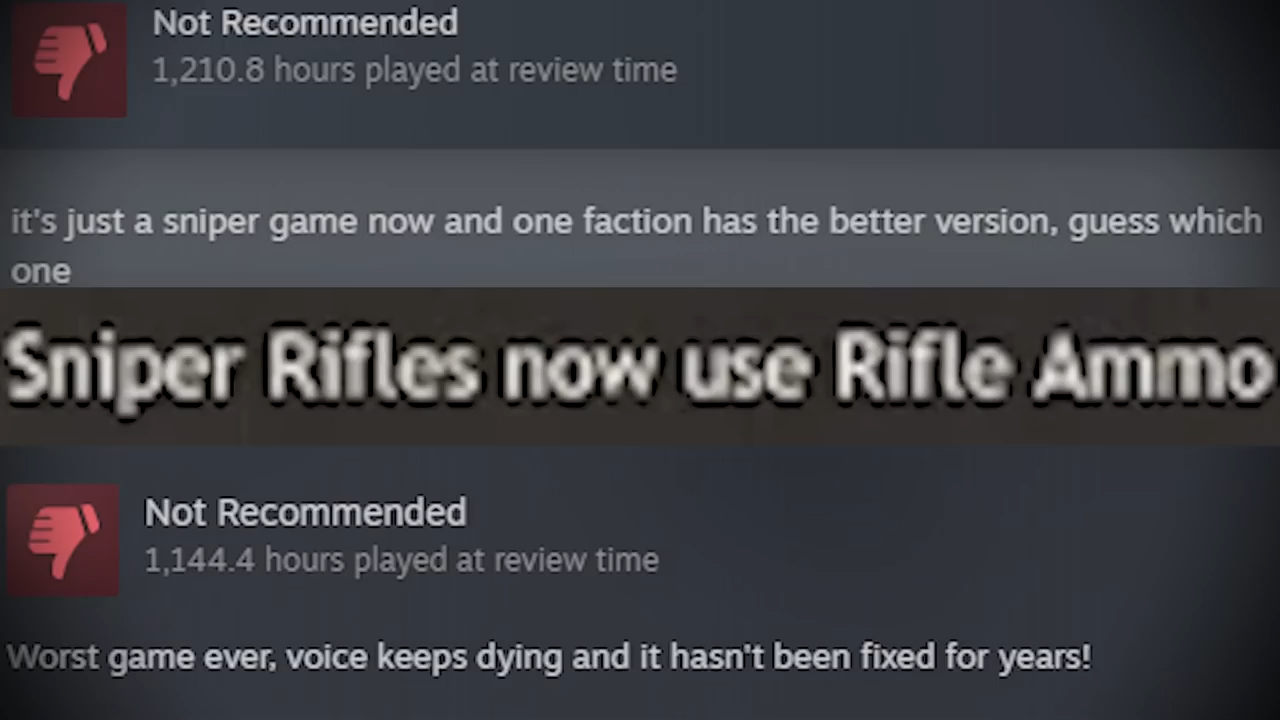 Not Recommended
1,210.8 hours played at review time
it's just a sniper game now and one faction has the better version, guess which
one
Sniper Rifles now use Rifle Ammo
Not Recommended
1,144.4 hours played at review time
Worst game ever, voice keeps dying and it hasn't been fixed for years!